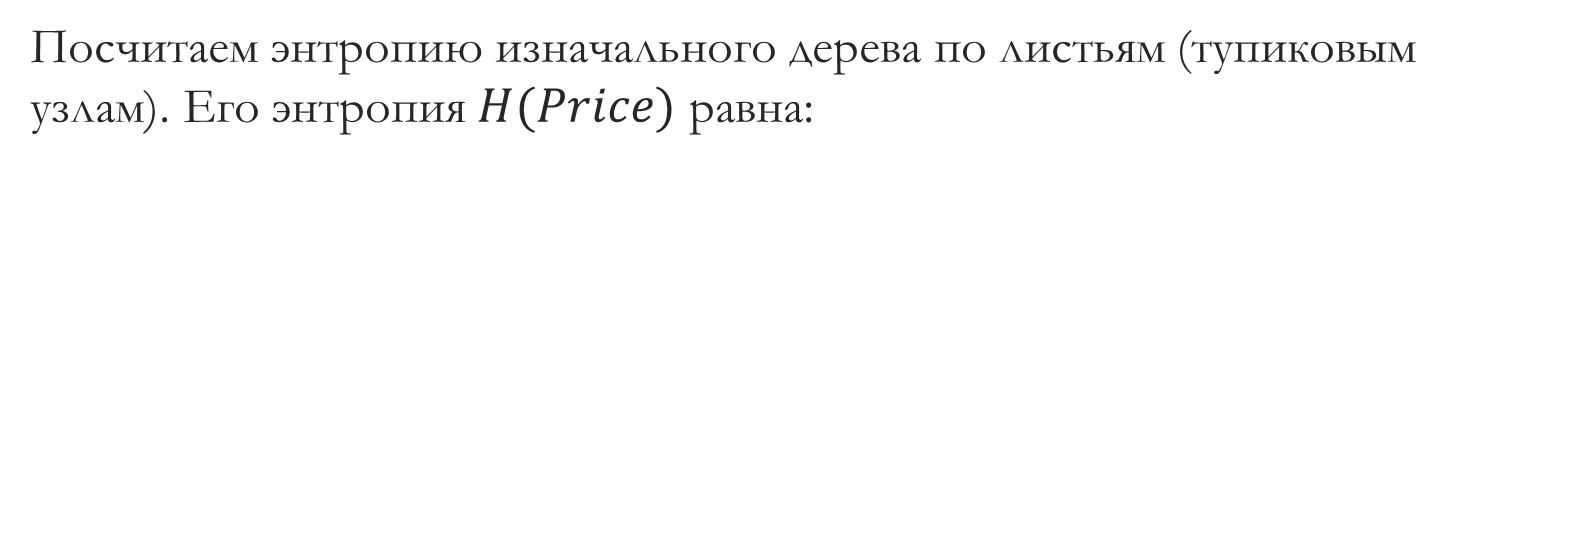 Посчитаем энтропию изначального дерева по листьям (тупиковым
узлам). Его энтропия H(Price) равна: